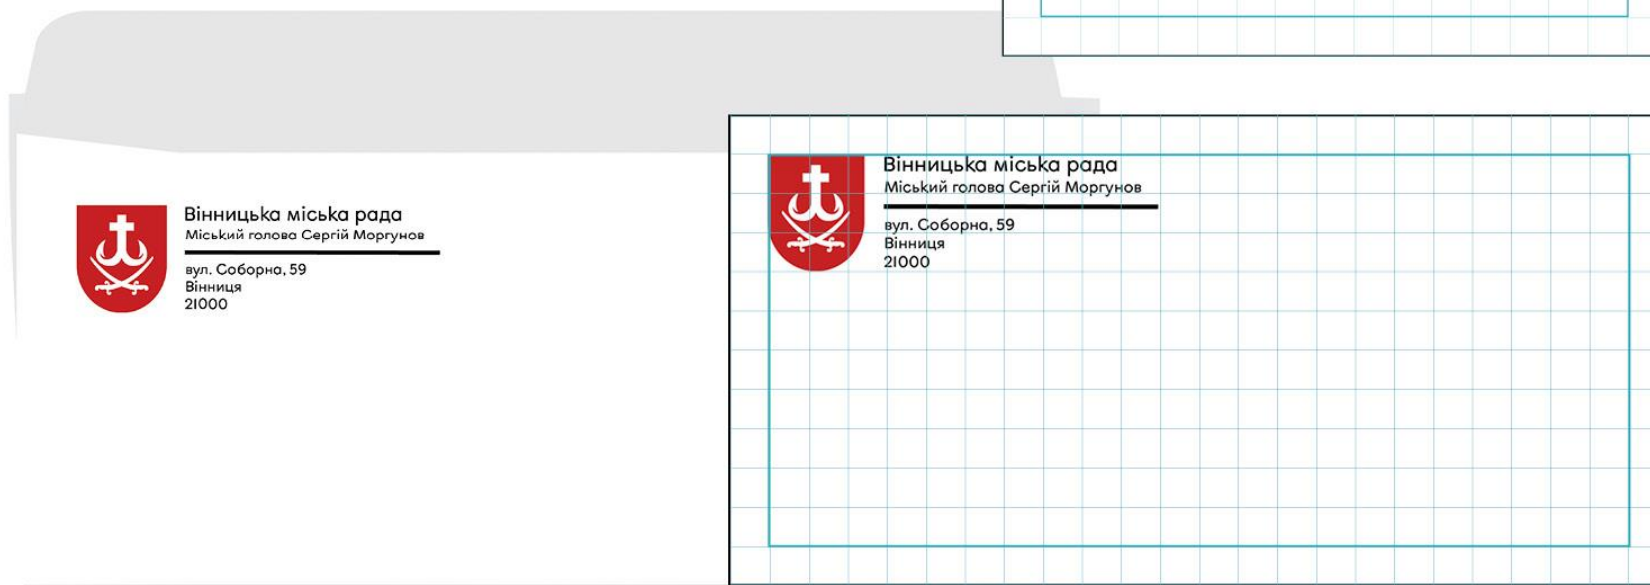 Вінницька міська рада
Міський голова Сергій Моргунов
вул. Соборна, 59
Вінниця
21000
Вінницька міська рада
Міський голова Сергій Моргунов
вул. Соборна, 59
Вінниця
21000